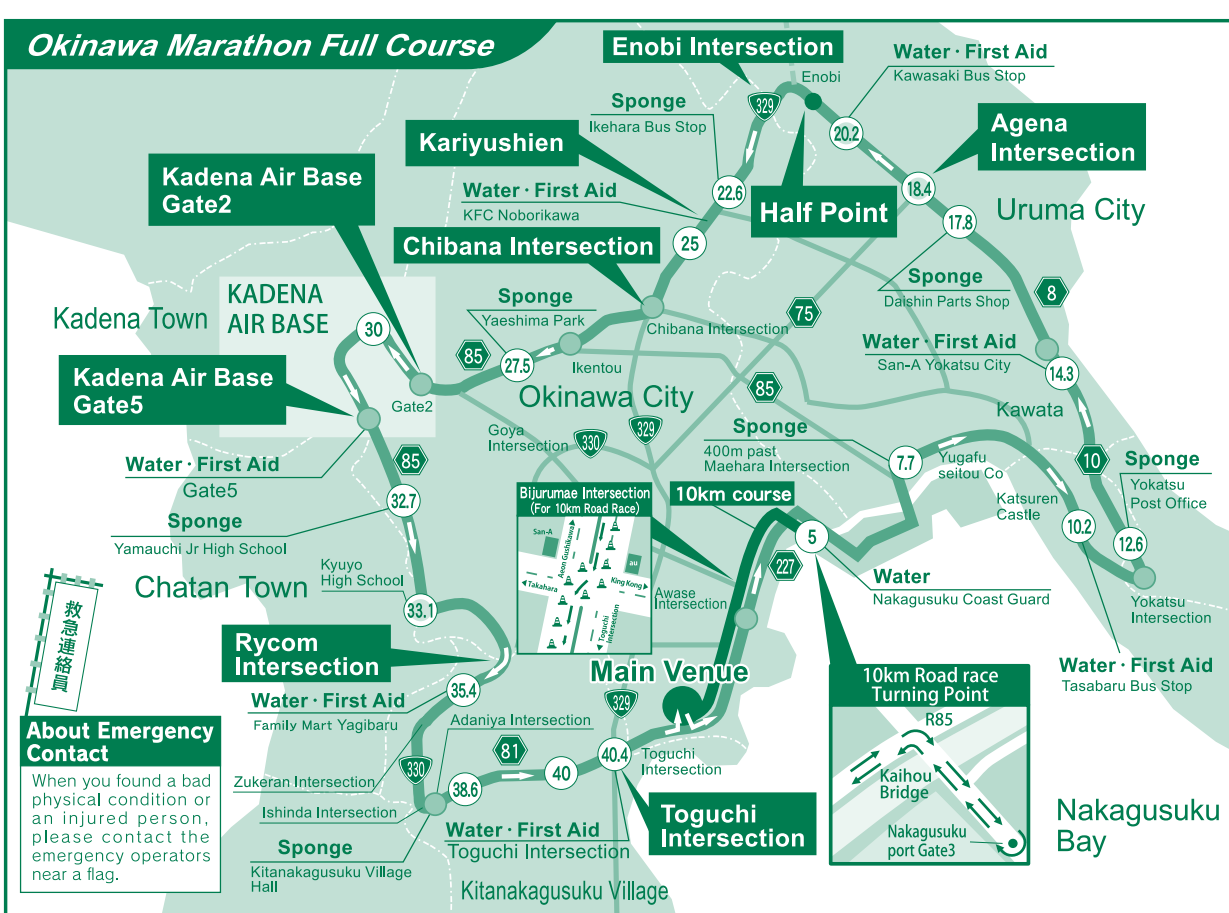 Okinawa Marathon Full Course
Enobi Intersection
Enobi
329
Water · First Aid
Kawasaki Bus Stop
20.2
Sponge
Ikehara Bus Stop
22.6
Agena
Intersection
18.4
Kariyushien
Water · First Aid
KFC Noborikawa
25
Half Point
Uruma City
17.8
Sponge
Daishin Parts Shop
Kadena Air Base
Gate2
Chibana Intersection
Chibana Intersection
75
8
KADENA
AIR BASE
Kadena Town
30
Sponge
Yaeshima Park
27.5
Ikentou
85
Gate2
Water · First Aid
San-A Yokatsu City
14.3
Kadena Air Base
Gate5
Okinawa City
85
Kawata
Goya
Intersection
330
329
Sponge
400m past
Maehara Intersection
7.7
Yugafu
seitou Co
10
Sponge
Yokatsu
Post Office
12.6
Water · First Aid
Gate5
85
32.7
Sponge
Yamauchi Jr High School
Katsuren
Castle
10.2
Bijurumae Intersection
(For 10km Road Race)
San-A
Aeon Gushikawa
au
Takahara
King Kong
Toguchi
Intersection
10km course
5
227
Water
Nakagusuku Coast Guard
Awase
Intersection
Yokatsu
Intersection
Water · First Aid
Tasabaru Bus Stop
Chatan Town
Kyuyo
High School
33.1
救急連絡員
Rycom
Intersection
35.4
Water · First Aid
Family Mart Yagibaru
Main Venue
329
10km Road race
Turning Point
R85
Kaihou
Bridge
Nakagusuku
port Gate3
Nakagusuku
Bay
About Emergency
Contact
When you found a bad
physical condition or
an injured person,
please contact the
emergency operators
near a flag.
Adaniya Intersection
81
40
40.4
Toguchi
Intersection
Zukeran Intersection
330
38.6
Ishinda Intersection
Toguchi
Intersection
Water · First Aid
Toguchi Intersection
Sponge
Kitanakagusuku Village
Hall
Kitanakagusuku Village